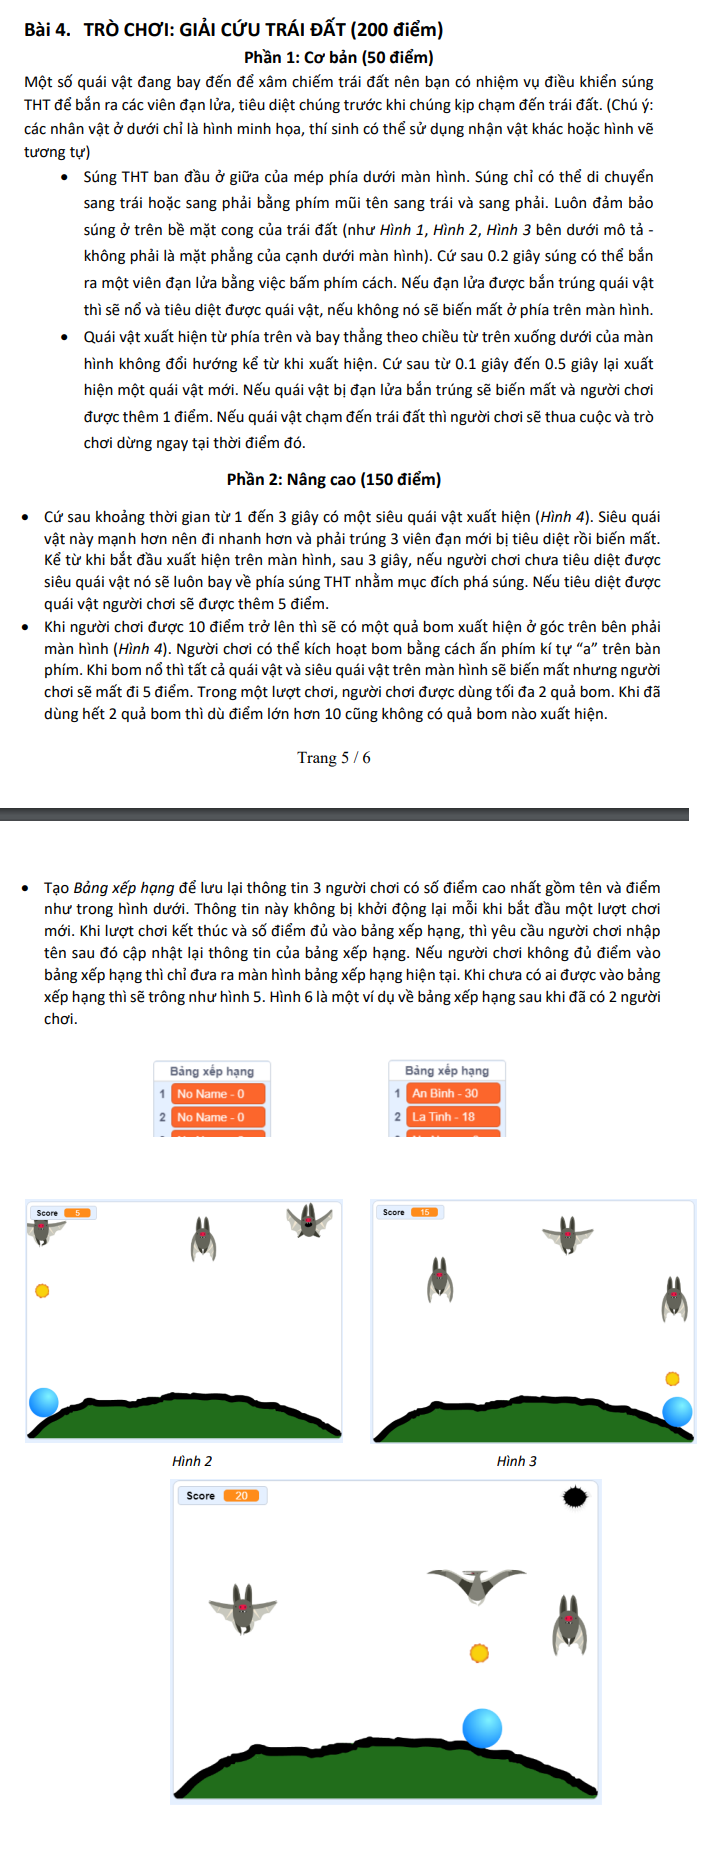 Bài 4. TRÒ CHƠI: GIẢI CỨU TRÁI ĐẤT (200 điểm)
Phần 1: Cơ bản (50 điểm)
Một số quái vật đang bay đến để xâm chiếm trái đất nên bạn có nhiệm vụ điều khiển súng
THT để bắn ra các viên đạn lửa, tiêu diệt chúng trước khi chúng kịp chạm đến trái đất. (Chú ý:
các nhân vật ở dưới chỉ là hình minh họa, thí sinh có thể sử dụng nhận vật khác hoặc hình vẽ
tương tự)
• Súng THT ban đầu ở giữa của mép phía dưới màn hình. Súng chỉ có thể di chuyển
sang trái hoặc sang phải bằng phím mũi tên sang trái và sang phải. Luôn đảm bảo
súng ở trên bề mặt cong của trái đất (như Hình 1, Hình 2, Hình 3 bên dưới mô tả -
không phải là mặt phẳng của cạnh dưới màn hình). Cứ sau 0.2 giây súng có thể bắn
ra một viên đạn lửa bằng việc bấm phím cách. Nếu đạn lửa được bắn trúng quái vật
thì sẽ nổ và tiêu diệt được quái vật, nếu không nó sẽ biến mất ở phía trên màn hình.
• Quái vật xuất hiện từ phía trên và bay thẳng theo chiều từ trên xuống dưới của màn
hình không đổi hướng kể từ khi xuất hiện. Cứ sau từ 0.1 giây đến 0.5 giây lại xuất
hiện một quái vật mới. Nếu quái vật bị đạn lửa bắn trúng sẽ biến mất và người chơi
được thêm 1 điểm. Nếu quái vật chạm đến trái đất thì người chơi sẽ thua cuộc và trò
chơi dừng ngay tại thời điểm đó.
Phần 2: Nâng cao (150 điểm)
• Cứ sau khoảng thời gian từ 1 đến 3 giây có một siêu quái vật xuất hiện (Hình 4). Siêu quái
vật này mạnh hơn nên đi nhanh hơn và phải trúng 3 viên đạn mới bị tiêu diệt rồi biến mất.
Kể từ khi bắt đầu xuất hiện trên màn hình, sau 3 giây, nếu người chơi chưa tiêu diệt được
siêu quái vật nó sẽ luôn bay về phía súng THT nhằm mục đích phá súng. Nếu tiêu diệt được
quái vật người chơi sẽ được thêm 5 điểm.
• Khi người chơi được 10 điểm trở lên thì sẽ có một quả bom xuất hiện ở góc trên bên phải
màn hình (Hình 4). Người chơi có thể kích hoạt bom bằng cách ấn phím kí tự “a” trên bàn
phím. Khi bom nổ thì tất cả quái vật và siêu quái vật trên màn hình sẽ biến mất nhưng người
chơi sẽ mất đi 5 điểm. Trong một lượt chơi, người chơi được dùng tối đa 2 quả bom. Khi đã
dùng hết 2 quả bom thì dù điểm lớn hơn 10 cũng không có quả bom nào xuất hiện.
Trang 5 / 6
• Tạo Bảng xếp hạng để lưu lại thông tin 3 người chơi có số điểm cao nhất gồm tên và điểm
như trong hình dưới. Thông tin này không bị khởi động lại mỗi khi bắt đầu một lượt chơi
mới. Khi lượt chơi kết thúc và số điểm đủ vào bảng xếp hạng, thì yêu cầu người chơi nhập
tên sau đó cập nhật lại thông tin của bảng xếp hạng. Nếu người chơi không đủ điểm vào
bảng xếp hạng thì chỉ đưa ra màn hình bảng xếp hạng hiện tại. Khi chưa có ai được vào bảng
xếp hạng thì sẽ trông như hình 5. Hình 6 là một ví dụ về bảng xếp hạng sau khi đã có 2 người
chơi.
Bảng xếp hạng
1 No Name - 0
2 No Name - 0
Bảng xếp hạng
1 An Bình - 30
2 La Tinh - 18
Score 5
Score 15
Hình 2
Hình 3
Score 20